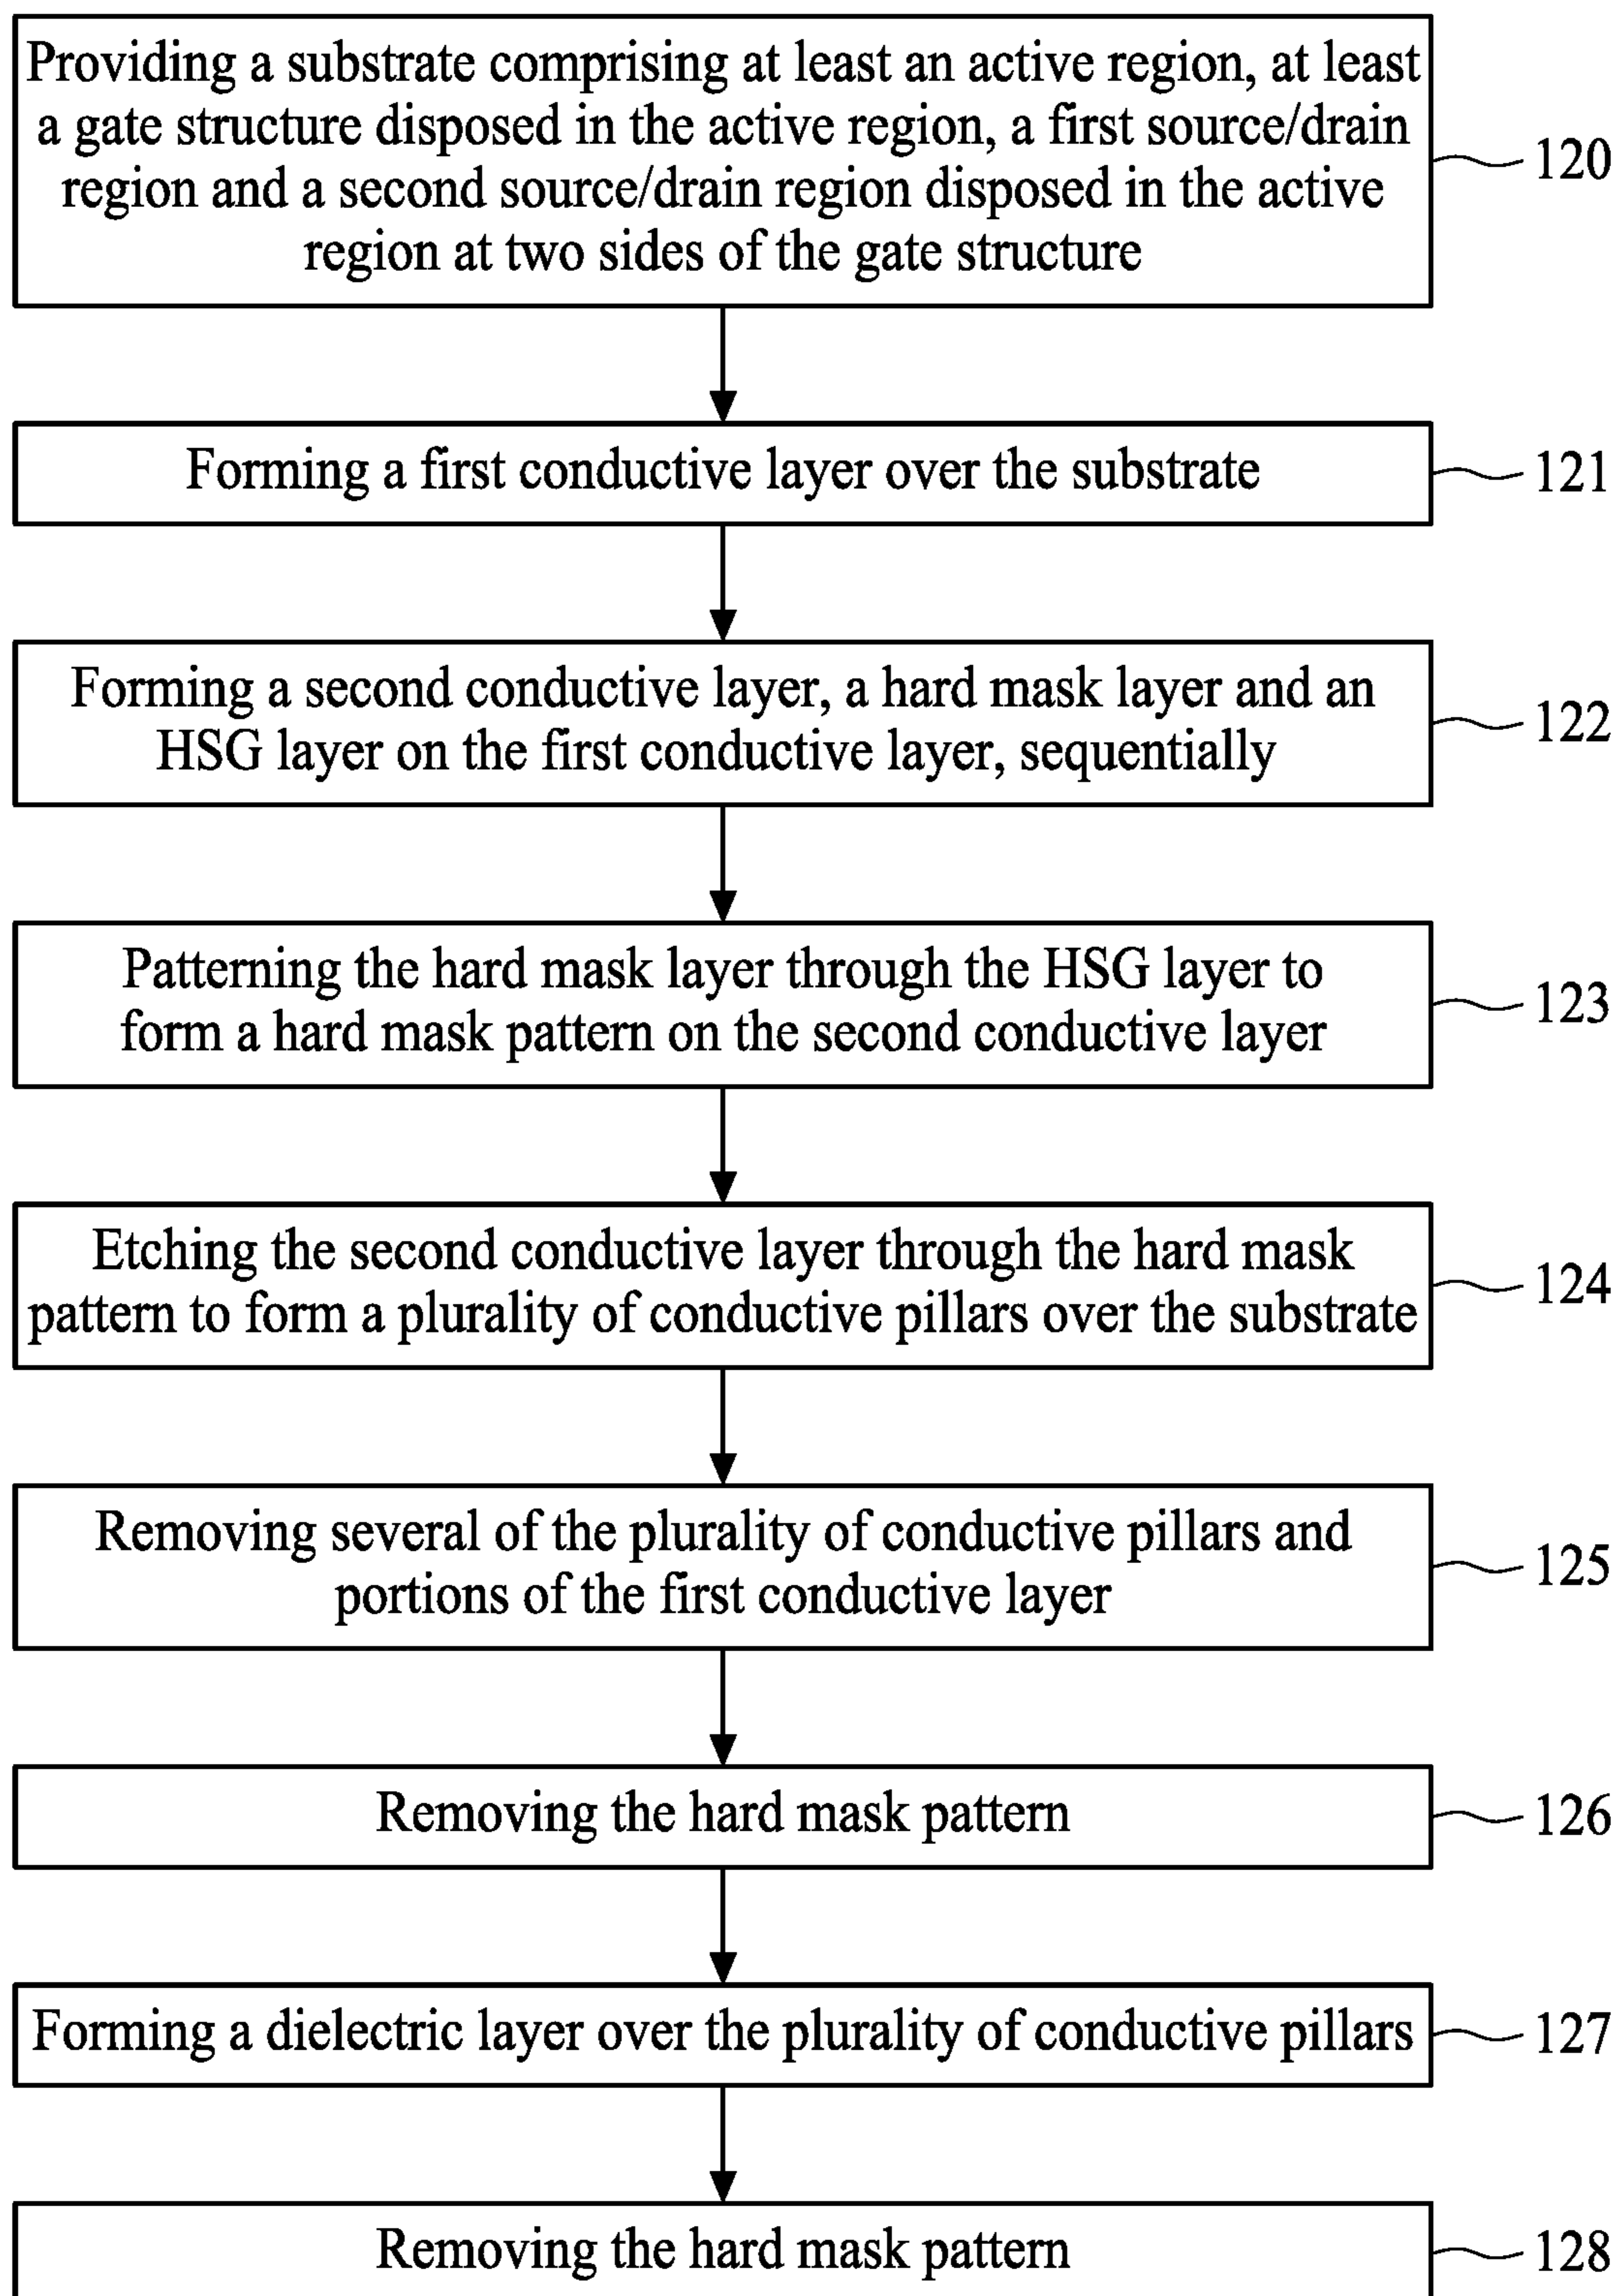 Providing a substrate comprising at least an active region, at least
a gate structure disposed in the active region, a first source/drain
region and a second source/drain region disposed in the active
region at two sides of the gate structure
120
Forming a first conductive layer over the substrate
121
Forming a second conductive layer, a hard mask layer and an
HSG layer on the first conductive layer, sequentially
122
Patterning the hard mask layer through the HSG layer to
form a hard mask pattern on the second conductive layer
123
Etching the second conductive layer through the hard mask
pattern to form a plurality of conductive pillars over the substrate
124
Removing several of the plurality of conductive pillars and
portions of the first conductive layer
125
Removing the hard mask pattern
126
Forming a dielectric layer over the plurality of conductive pillars
127
Removing the hard mask pattern
128